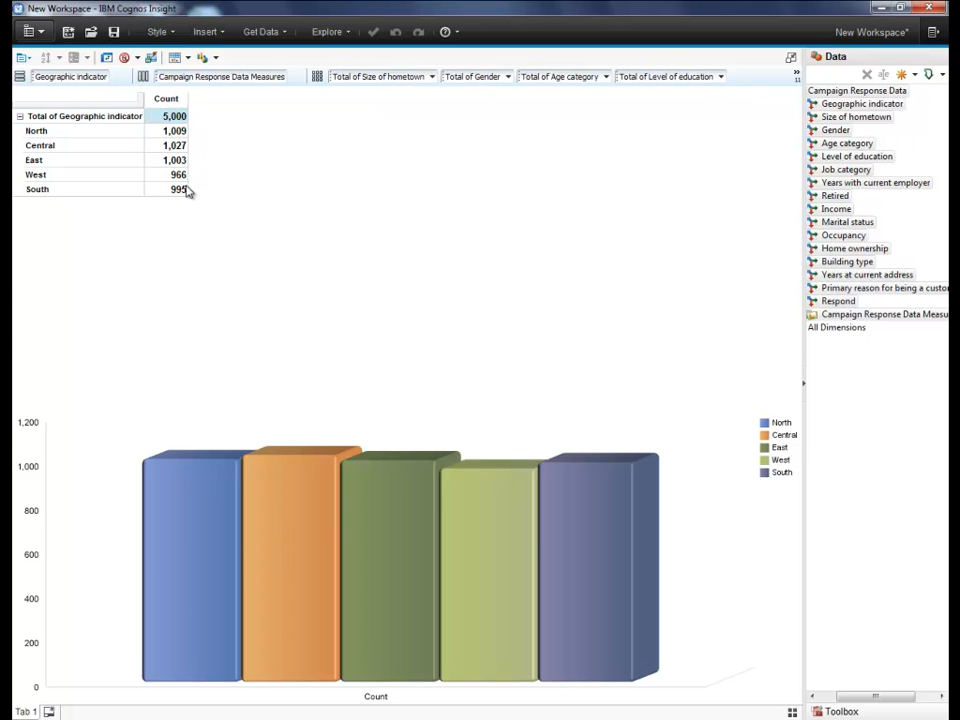 New Workspace - IBM Cognos Insight
Style Insert Get Data Explore New Workspace*
Data
Geographic indicator Campaign Response Data Measures Total of Size of hometown Total of Gender Total of Age category Total of Level of education 11
Count
Total of Geographic indicator 5,000
North 1,009
Central 1,027
East 1,003
West 966
South 995
Campaign Response Data
Geographic indicator
Size of hometown
Gender
Age category
Level of education
Job category
Years with current employer
Retired
Income
Marital status
Occupancy
Home ownership
Building type
Years at current address
Primary reason for being a custo
Respond
Campaign Response Data Measu
All Dimensions
1,200
1,000
800
600
400
200
0
Count
North
Central
East
West
South
Tab 1
Toolbox